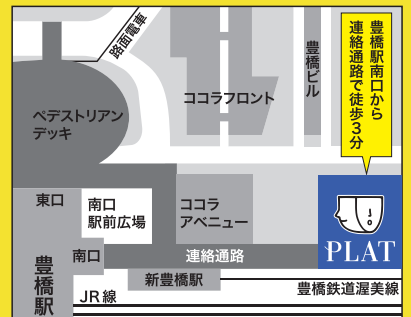 路面電車
ペデストリアン
デッキ
ココラフロント
豊橋ビル
豊橋駅南口から
連絡通路で徒歩3分
東口
南口
駅前広場
ココラ
アベニュー
PLAT
南口
連絡通路
豊橋駅
新豊橋駅
豊橋鉄道渥美線
JR線